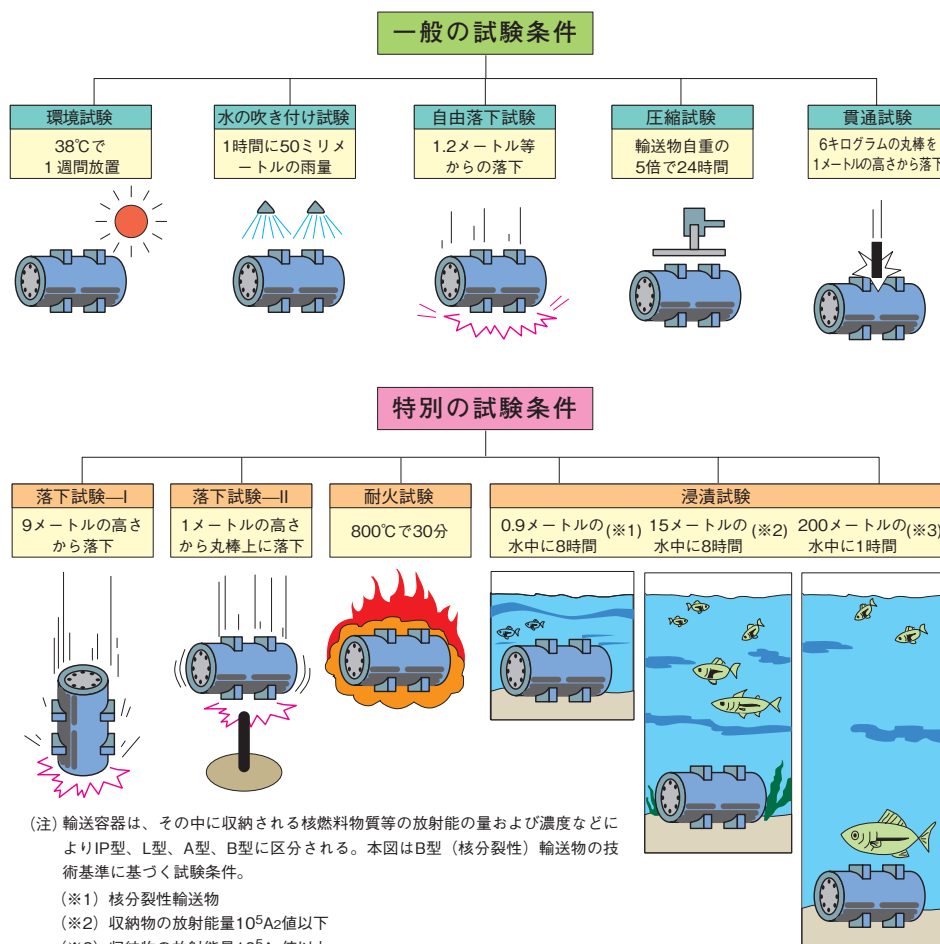 一般の試験条件
環境試験
38℃で
1週間放置
水の吹き付け試験
1時間に50ミリメ
ートルの雨量
自由落下試験
1.2メートル等
からの落下
圧縮試験
輸送物自重の
5倍で24時間
貫通試験
6キログラムの丸棒を
1メートルの高さから落下
特別の試験条件
落下試験—I
9メートルの高さ
から落下
落下試験—II
1メートルの高さ
から丸棒上に落下
耐火試験
800℃で30分
浸漬試験
0.9メートルの
水中に8時間
(※1)
15メートルの
水中に8時間
(※2)
200メートルの
水中に1時間
(※3)
(注) 輸送容器は、その中に収納される核燃料物質等の放射能の量および濃度などに
よりIP型、L型、A型、B型に区分される。本図はB型（核分裂性）輸送物の技
術基準に基づく試験条件。
(※1) 核分裂性輸送物
(※2) 収納物の放射能量10⁵A₂値以下